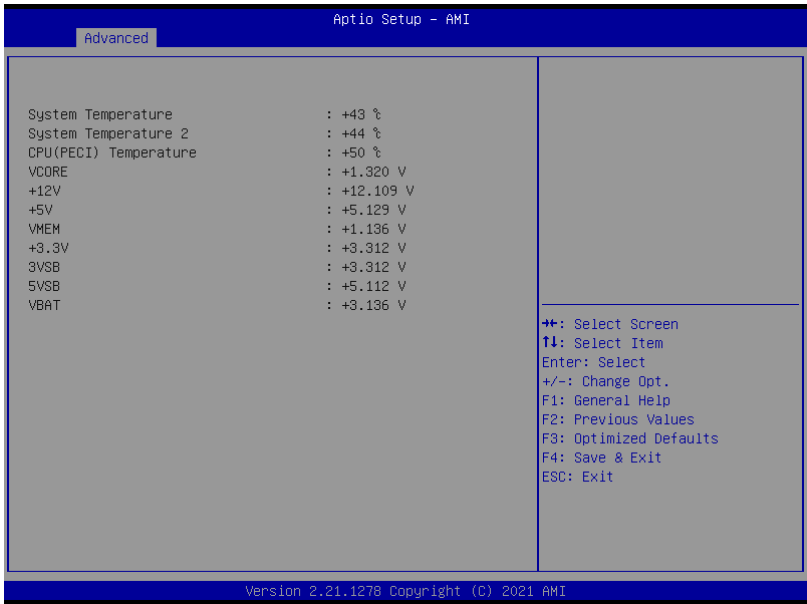 Aptio Setup – AMI
Advanced
System Temperature : +43 ℃
System Temperature 2 : +44 ℃
CPU(PECI) Temperature : +50 ℃
VCORE : +1.320 V
+12V : +12.109 V
+5V : +5.129 V
VMEM : +1.136 V
+3.3V : +3.312 V
3VSB : +3.312 V
5VSB : +5.112 V
VBAT : +3.136 V
→←: Select Screen
↑↓: Select Item
Enter: Select
+/-: Change Opt.
F1: General Help
F2: Previous Values
F3: Optimized Defaults
F4: Save & Exit
ESC: Exit
Version 2.21.1278 Copyright (C) 2021 AMI